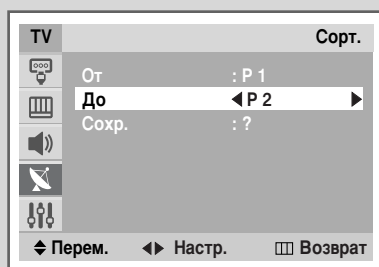 TV Сорт.
От : P 1
До P 2
Сохр. : ?
Перем. Настр. Возврат